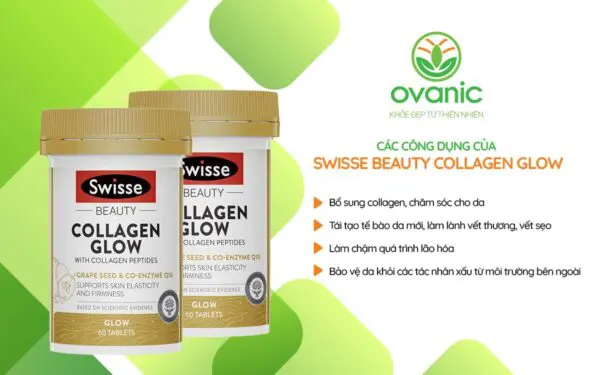 ovanic
KHỎE ĐẸP TỪ THIÊN NHIÊN
CÁC CÔNG DỤNG CỦA
SWISSE BEAUTY COLLAGEN GLOW
Bổ sung collagen, chăm sóc cho da
Tái tạo tế bào da mới, làm lành vết thương, vết sẹo
Làm chậm quá trình lão hóa
Bảo vệ da khỏi các tác nhân xấu từ môi trường bên ngoài
Swisse
BEAUTY
COLLAGEN
GLOW
WITH COLLAGEN PEPTIDES
GRAPE SEED & CO-ENZYME Q10
SUPPORTS SKIN ELASTICITY
AND FIRMNESS
BASED ON SCIENTIFIC EVIDENCE
GLOW
60 TABLETS
Swisse
BEAUTY
COLLAGEN
GLOW
COLLAGEN PEPTIDES
SEED & CO-ENZYME Q10
SKIN ELASTICITY
FIRMNESS
SCIENTIFIC EVIDENCE
GLOW
60 TABLETS